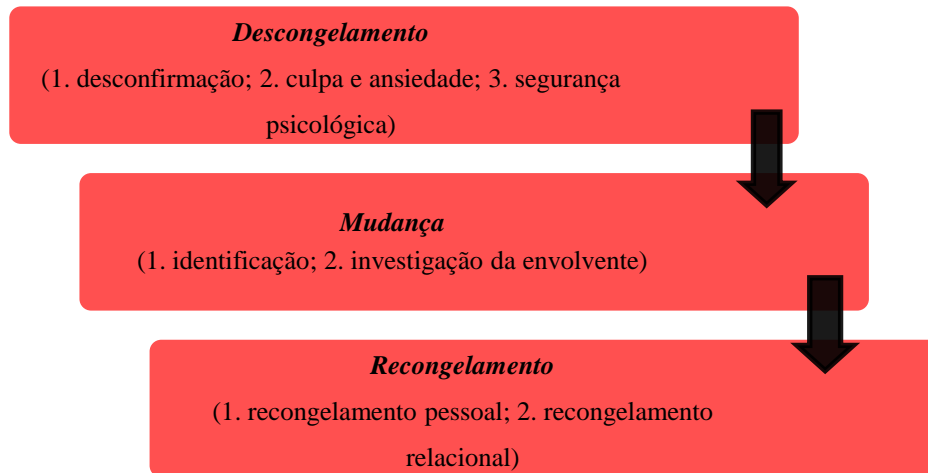 Descongelamento
(1. desconfirmação; 2. culpa e ansiedade; 3. segurança
psicológica)
Mudança
(1. identificação; 2. investigação da envolvente)
Recongelamento
(1. recongelamento pessoal; 2. recongelamento
relacional)